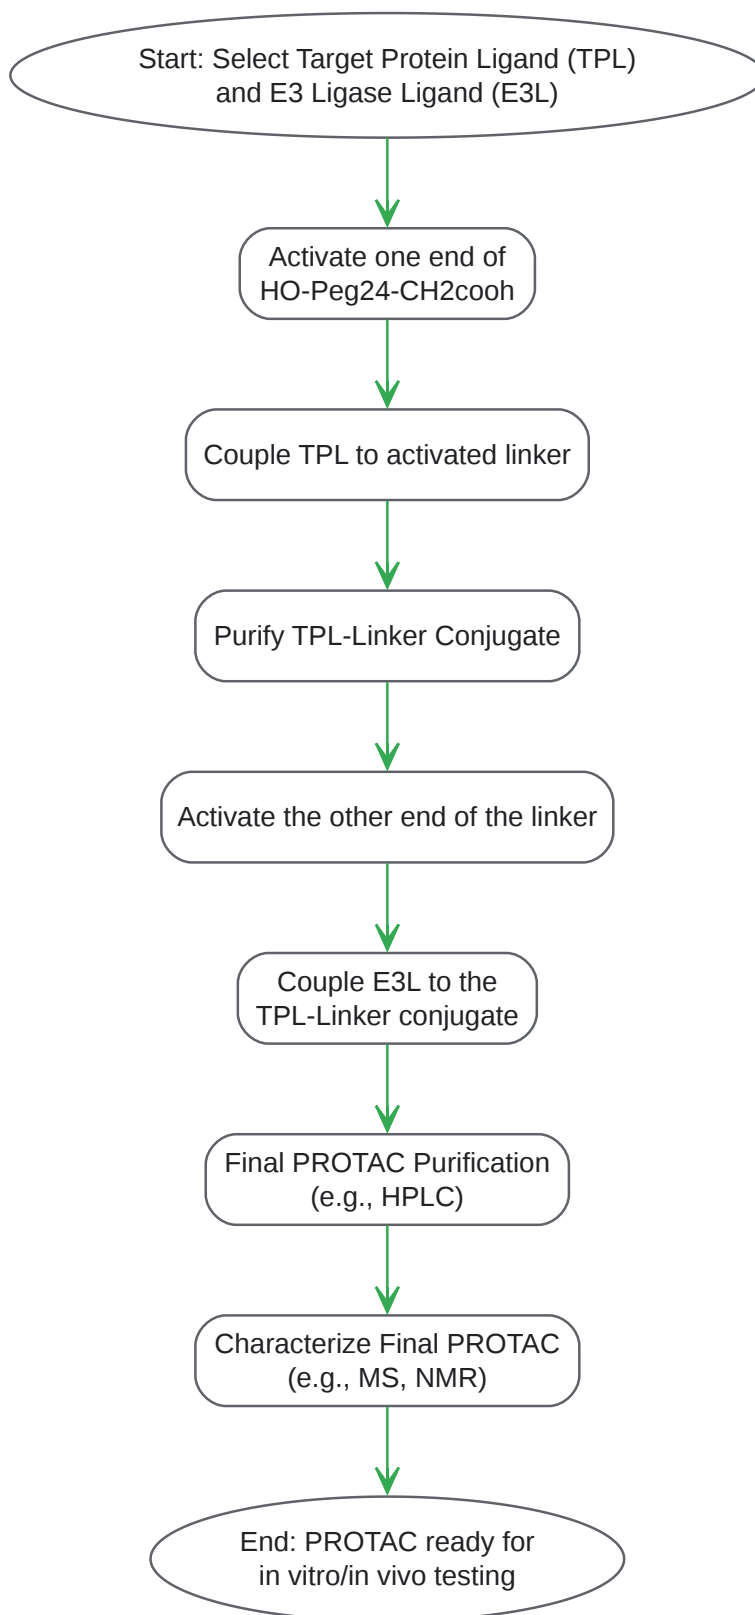 Start: Select Target Protein Ligand (TPL)
and E3 Ligase Ligand (E3L)
Activate one end of
HO-Peg24-CH2cooh
Couple TPL to activated linker
Purify TPL-Linker Conjugate
Activate the other end of the linker
Couple E3L to the
TPL-Linker conjugate
Final PROTAC Purification
(e.g., HPLC)
Characterize Final PROTAC
(e.g., MS, NMR)
End: PROTAC ready for
in vitro/in vivo testing